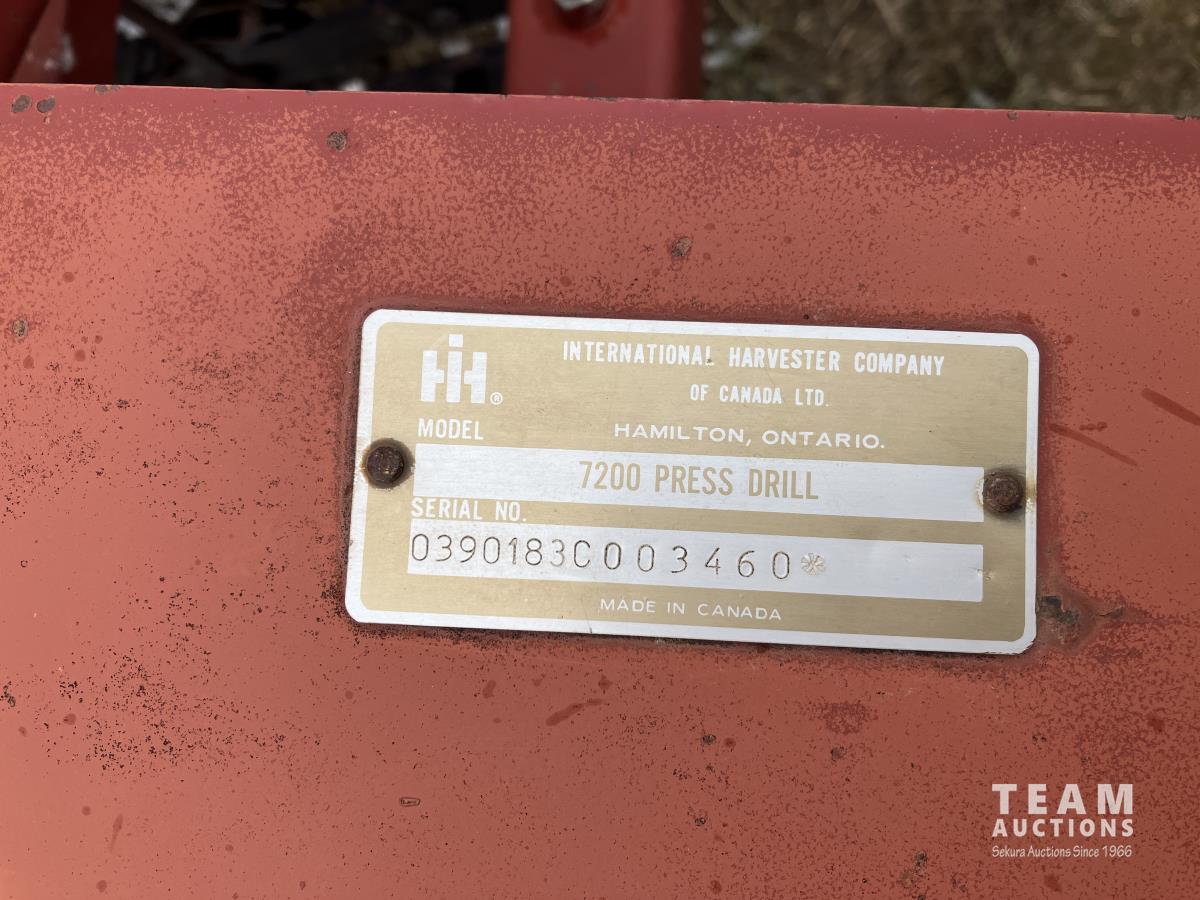 IH®
INTERNATIONAL HARVESTER COMPANY
OF CANADA LTD.
MODEL
HAMILTON, ONTARIO.
7200 PRESS DRILL
SERIAL NO.
0390183C003460*
MADE IN CANADA
TEAM
AUCTIONS
Sekura Auctions Since 1966